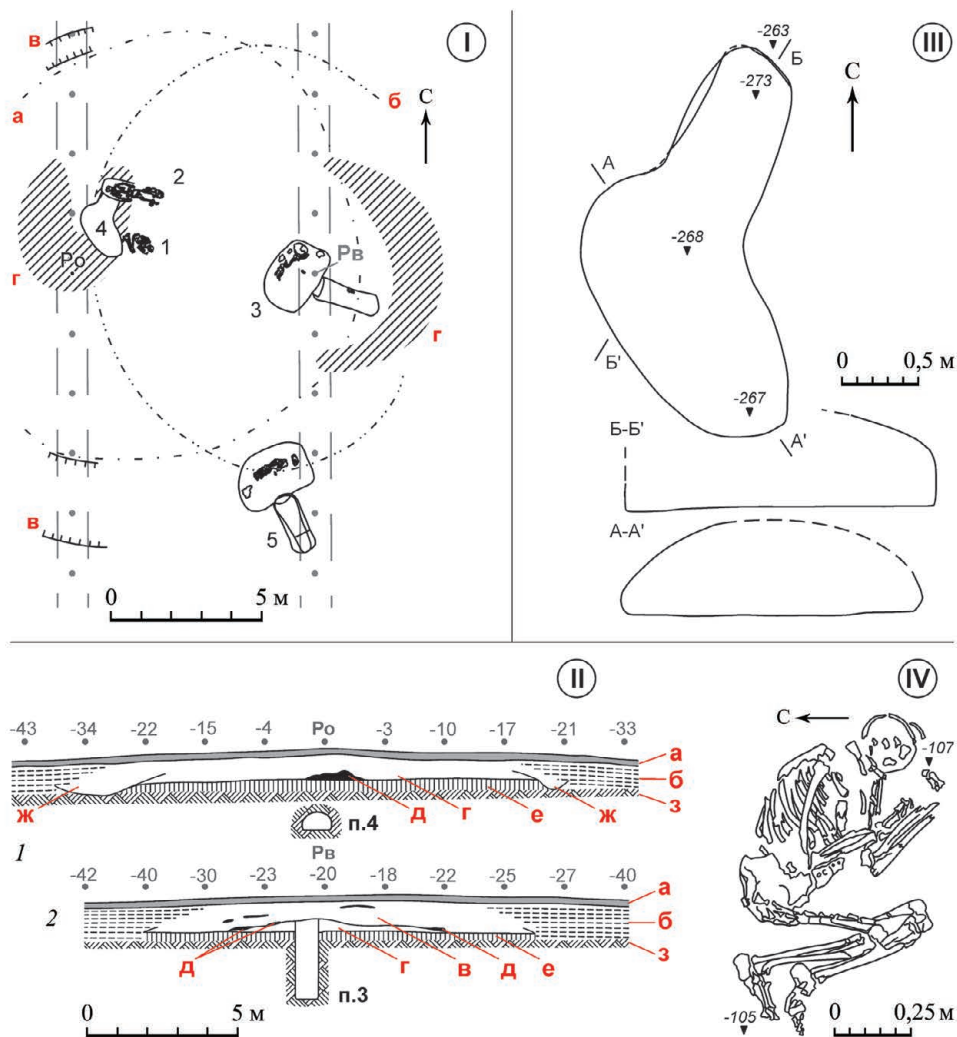 I
в
а
б
С
2
4
1
Ро
г
Рв
3
г
в
5
0 5 м
III
-263
Б
-273
С
А
-268
Б'
0 0,5 м
-267
Б-Б'
А'
А-А'
II
-43 -34 -22 -15 -4 Ро -3 -10 -17 -21 -33
а
б
ж д г е ж з
п.4
1
Рв
-42 -40 -30 -23 -20 -18 -22 -25 -27 -40
2
а
б
з
д г в д е
п.3
0 5 м
IV
С
-107
-105
0 0,25 м